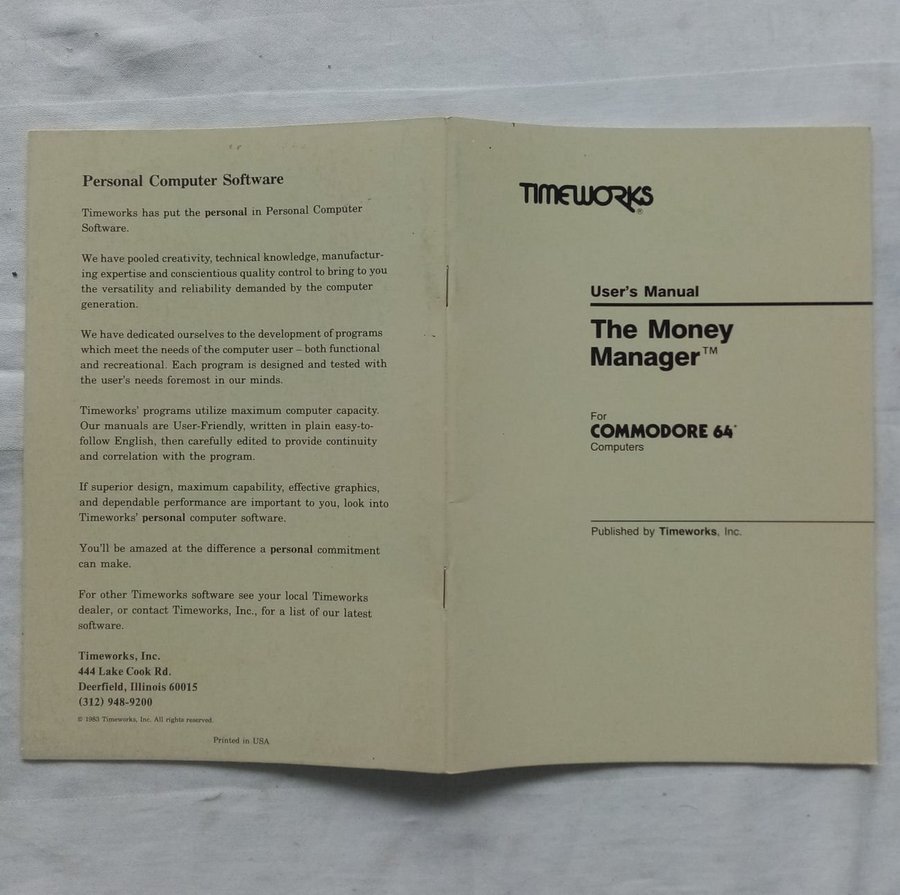 Personal Computer Software
Timeworks has put the personal in Personal Computer
Software.
We have pooled creativity, technical knowledge, manufactur-
ing expertise and conscientious quality control to bring to you
the versatility and reliability demanded by the computer
generation.
We have dedicated ourselves to the development of programs
which meet the needs of the computer user – both functional
and recreational. Each program is designed and tested with
the user's needs foremost in our minds.
Timeworks' programs utilize maximum computer capacity.
Our manuals are User-Friendly, written in plain easy-to-
follow English, then carefully edited to provide continuity
and correlation with the program.
If superior design, maximum capability, effective graphics,
and dependable performance are important to you, look into
Timeworks' personal computer software.
You'll be amazed at the difference a personal commitment
can make.
For other Timeworks software see your local Timeworks
dealer, or contact Timeworks, Inc., for a list of our latest
software.
Timeworks, Inc.
444 Lake Cook Rd.
Deerfield, Illinois 60015
(312) 948-9200
© 1983 Timeworks, Inc. All rights reserved.
Printed in USA
TIMEWORKS®
User's Manual
The Money
Manager™
For
COMMODORE 64*
Computers
Published by Timeworks, Inc.